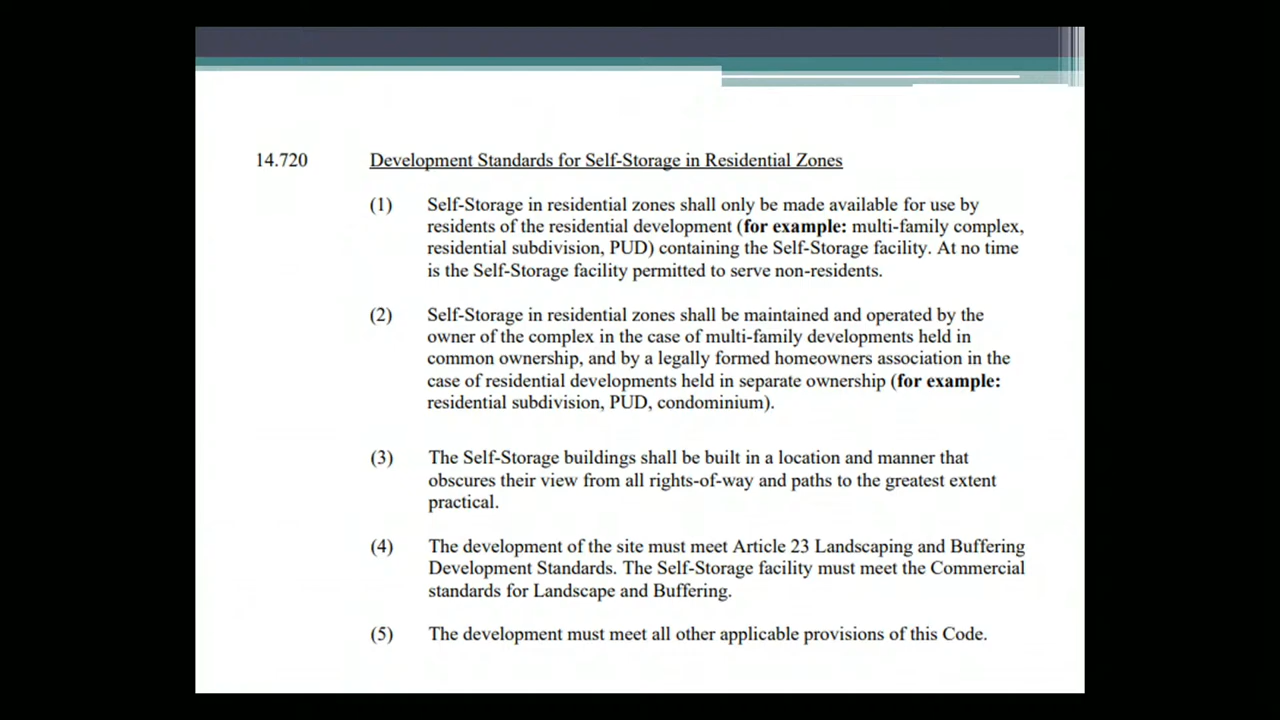 14.720 Development Standards for Self-Storage in Residential Zones
(1) Self-Storage in residential zones shall only be made available for use by
residents of the residential development (for example: multi-family complex,
residential subdivision, PUD) containing the Self-Storage facility. At no time
is the Self-Storage facility permitted to serve non-residents.
(2) Self-Storage in residential zones shall be maintained and operated by the
owner of the complex in the case of multi-family developments held in
common ownership, and by a legally formed homeowners association in the
case of residential developments held in separate ownership (for example:
residential subdivision, PUD, condominium).
(3) The Self-Storage buildings shall be built in a location and manner that
obscures their view from all rights-of-way and paths to the greatest extent
practical.
(4) The development of the site must meet Article 23 Landscaping and Buffering
Development Standards. The Self-Storage facility must meet the Commercial
standards for Landscape and Buffering.
(5) The development must meet all other applicable provisions of this Code.